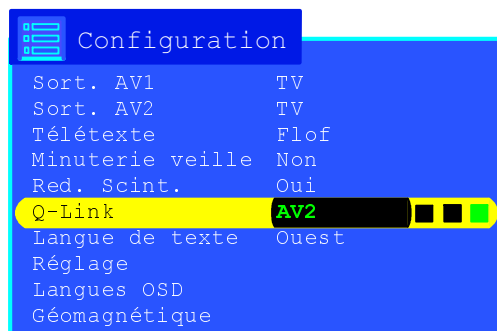 Configuration
Sort. AV1 TV
Sort. AV2 TV
Télétexte Flof
Minuterie veille Non
Red. Scint. Oui
Q-Link AV2
Langue de texte Ouest
Réglage
Langues OSD
Géomagnétique